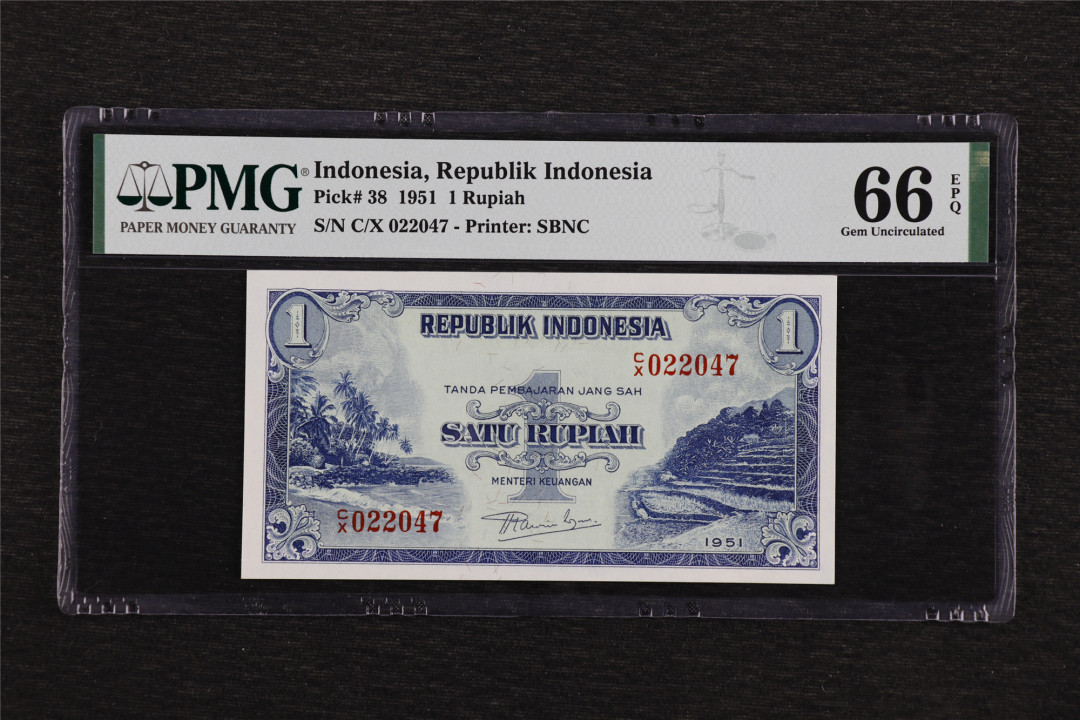 PMG®
PAPER MONEY GUARANTY
Indonesia, Republik Indonesia
Pick# 38 1951 1 Rupiah
S/N C/X 022047 - Printer: SBNC
66
EPQ
Gem Uncirculated
1
REPUBLIK INDONESIA
1
C/X 022047
TANDA PEMBAJARAN JANG SAH
1
SATU RUPIAH
MENTERI KEUANGAN
C/X 022047
1951